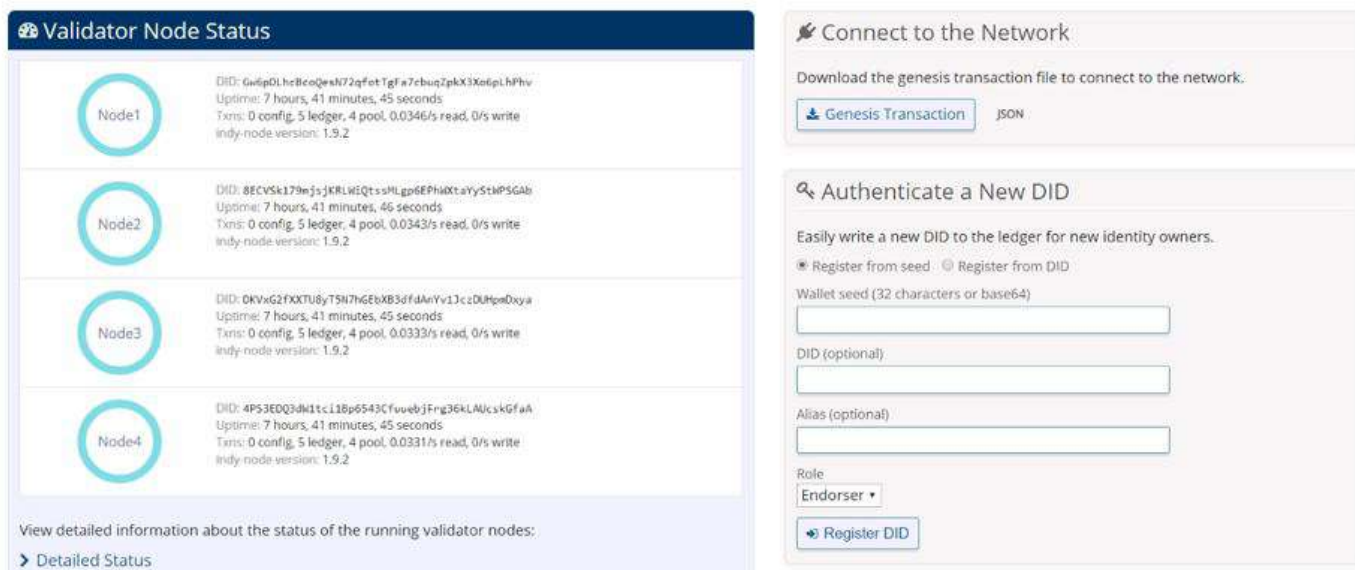 Validator Node Status
Node1
DID: Gw6pDLhcBcoQesN72qfotTgFa7cbuqZpkX3Xo6pLhPhv
Uptime: 7 hours, 41 minutes, 45 seconds
Txns: 0 config, 5 ledger, 4 pool, 0.0346/s read, 0/s write
indy-node version: 1.9.2
Node2
DID: 8ECVSk179mjsjKRLWiQtssMLgp6EPhWXtaYyStWPSGAb
Uptime: 7 hours, 41 minutes, 46 seconds
Txns: 0 config, 5 ledger, 4 pool, 0.0343/s read, 0/s write
indy-node version: 1.9.2
Node3
DID: DKVxG2fXXTU8yT5N7hGEbXB3dfdAnYv1JczDUHpmDxya
Uptime: 7 hours, 41 minutes, 45 seconds
Txns: 0 config, 5 ledger, 4 pool, 0.0333/s read, 0/s write
indy-node version: 1.9.2
Node4
DID: 4PS3EDQ3dW1tci1Bp6543CfuuebjFrg36kLAUcskGfaA
Uptime: 7 hours, 41 minutes, 45 seconds
Txns: 0 config, 5 ledger, 4 pool, 0.0331/s read, 0/s write
indy-node version: 1.9.2
View detailed information about the status of the running validator nodes:
Detailed Status
Connect to the Network
Download the genesis transaction file to connect to the network.
Genesis Transaction JSON
Authenticate a New DID
Easily write a new DID to the ledger for new identity owners.
Register from seed Register from DID
Wallet seed (32 characters or base64)
DID (optional)
Alias (optional)
Role
Endorser
Register DID